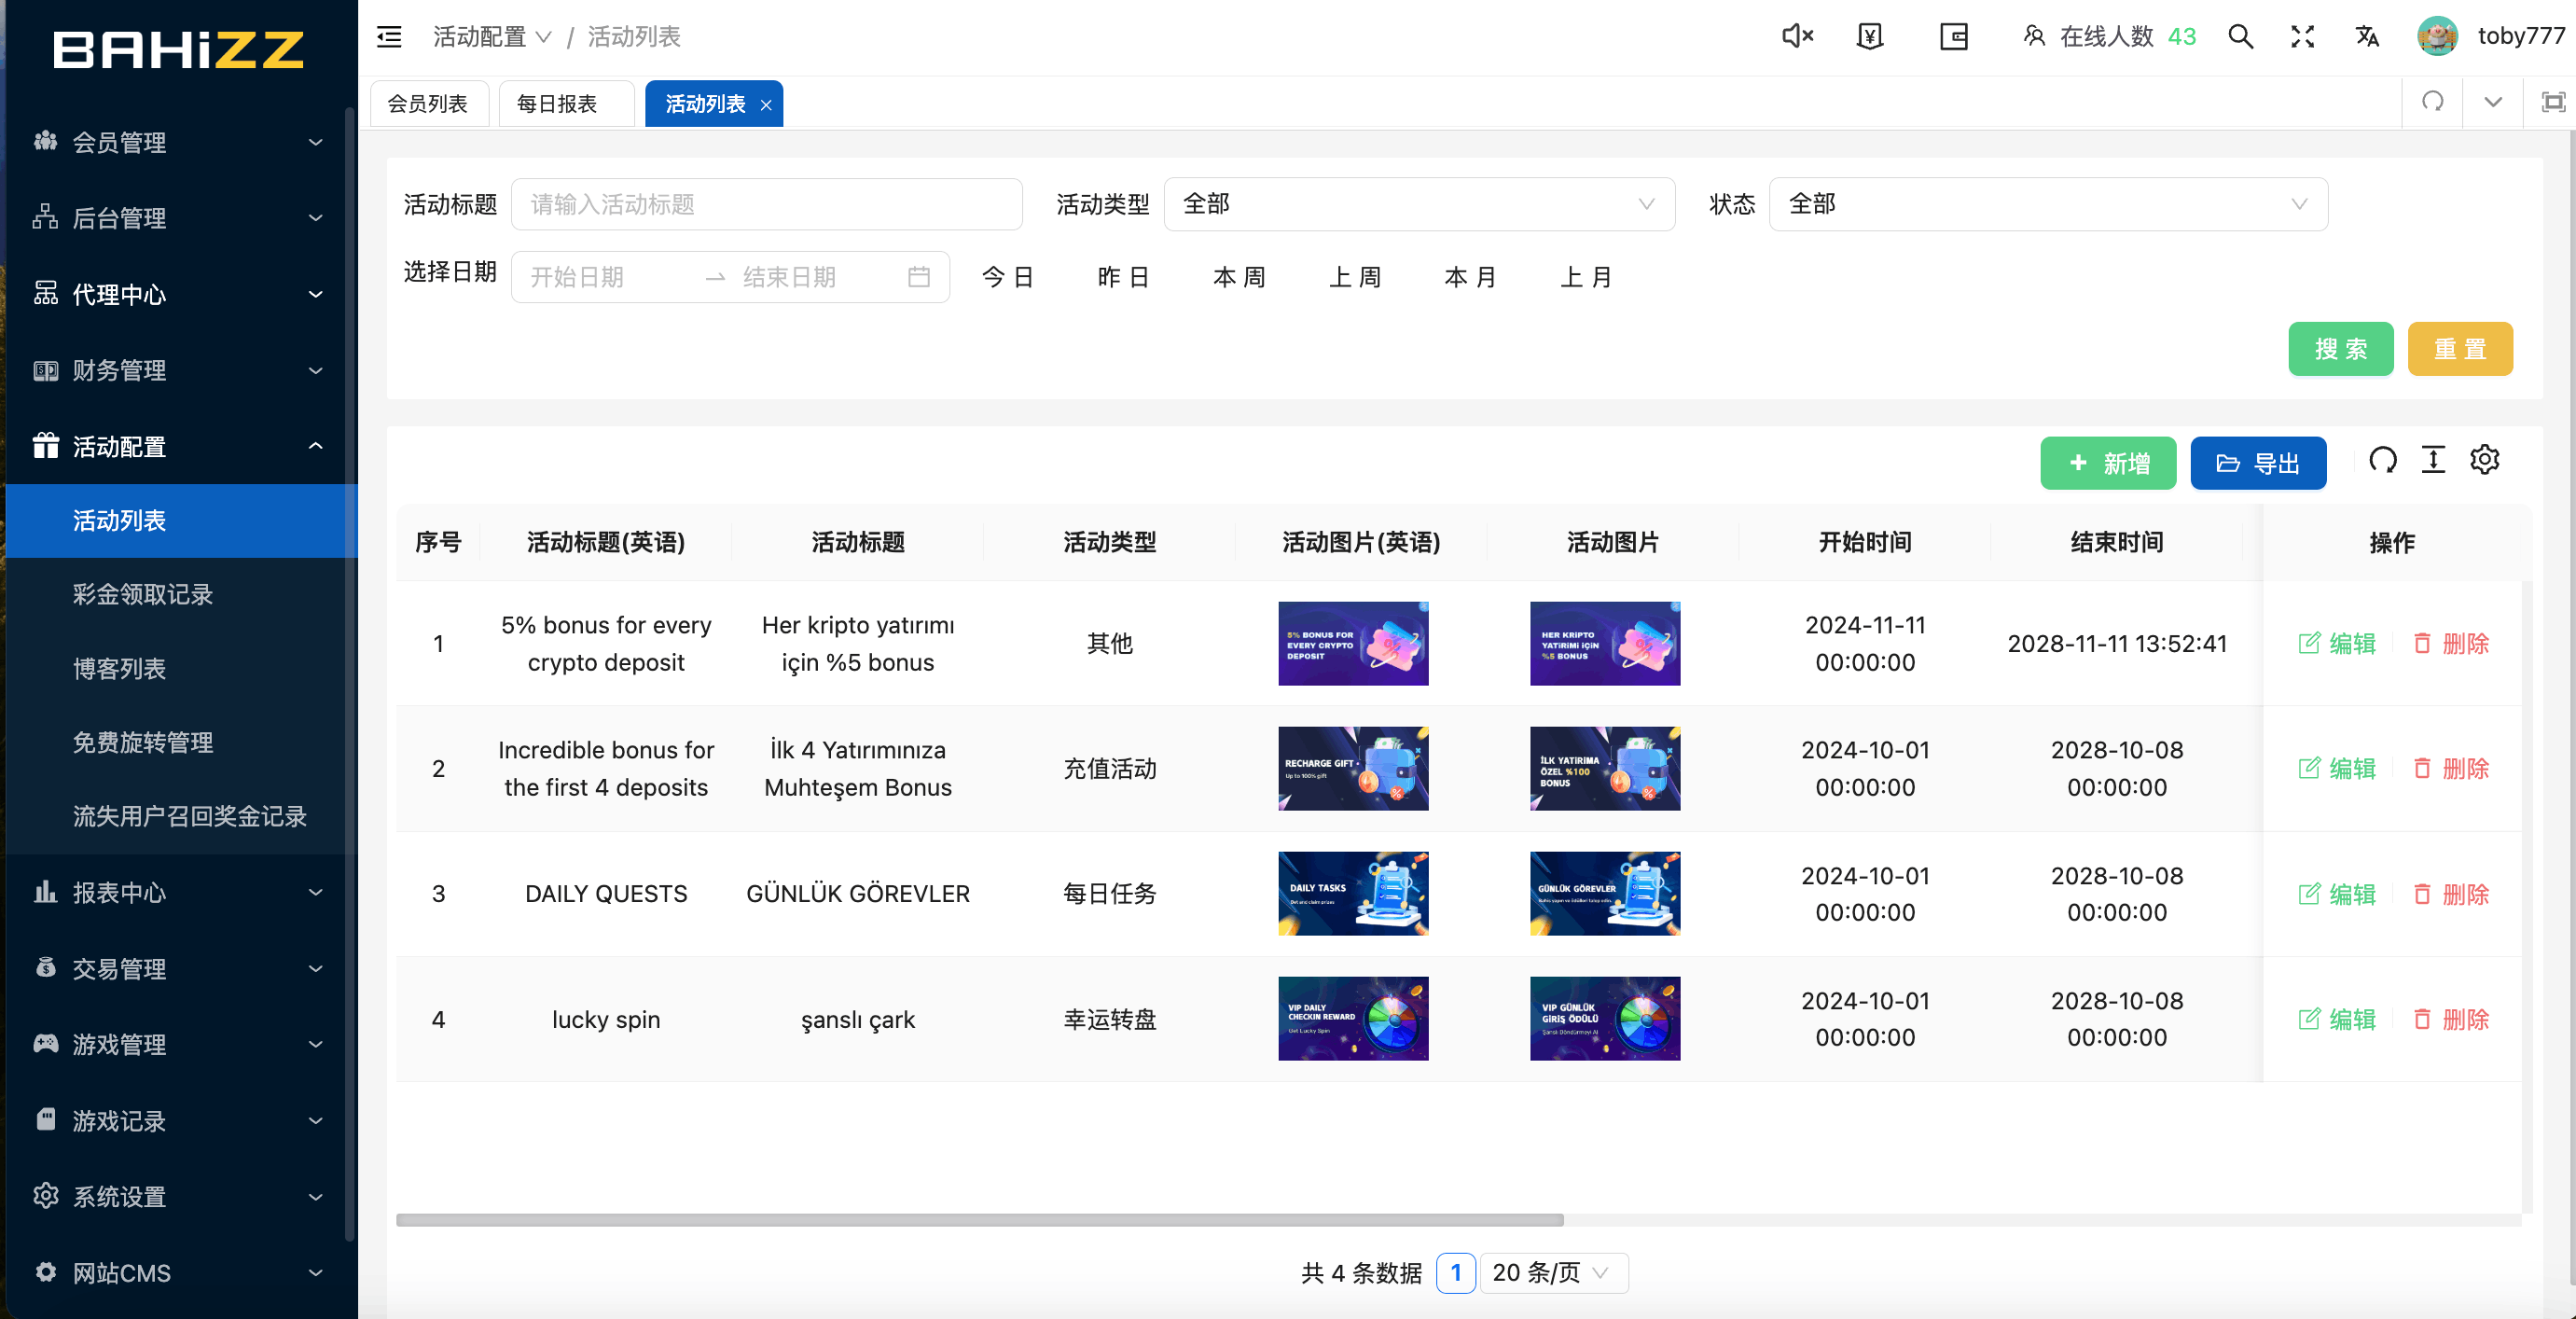 BAHiZZ
会员管理
后台管理
代理中心
财务管理
活动配置
活动列表
彩金领取记录
博客列表
免费旋转管理
流失用户召回奖金记录
报表中心
交易管理
游戏管理
游戏记录
系统设置
网站CMS
活动配置 / 活动列表
在线人数 43
toby777
会员列表 每日报表 活动列表
活动标题 请输入活动标题 活动类型 全部 状态 全部
选择日期 开始日期 结束日期 今日 昨日 本周 上周 本月 上月
搜索 重置
+ 新增 导出
序号 活动标题(英语) 活动标题 活动类型 活动图片(英语) 活动图片 开始时间 结束时间 操作
1
5% bonus for every
crypto deposit
Her kripto yatırımı
için %5 bonus
其他
5% BONUS FOR
EVERY CRYPTO
DEPOSIT
HER KRIPTO
YATIRIMI İÇİN
%5 BONUS
2024-11-11
00:00:00
2028-11-11 13:52:41
编辑 删除
2
Incredible bonus for
the first 4 deposits
İlk 4 Yatırımınıza
Muhteşem Bonus
充值活动
RECHARGE GIFT
Up to 100% gift
İLK YATIRIMA
ÖZEL %100
BONUS
2024-10-01
00:00:00
2028-10-08
00:00:00
编辑 删除
3
DAILY QUESTS
GÜNLÜK GÖREVLER
每日任务
DAILY TASKS
Bet and claim prizes
GÜNLÜK GÖREVLER
2024-10-01
00:00:00
2028-10-08
00:00:00
编辑 删除
4
lucky spin
şanslı çark
幸运转盘
VIP DAILY
CHECKIN REWARD
Get Lucky Spin
VIP GÜNLÜK
GİRİŞ ÖDÜLÜ
Şanslı Döndürmeyi Al
2024-10-01
00:00:00
2028-10-08
00:00:00
编辑 删除
共 4 条数据 1 20 条/页